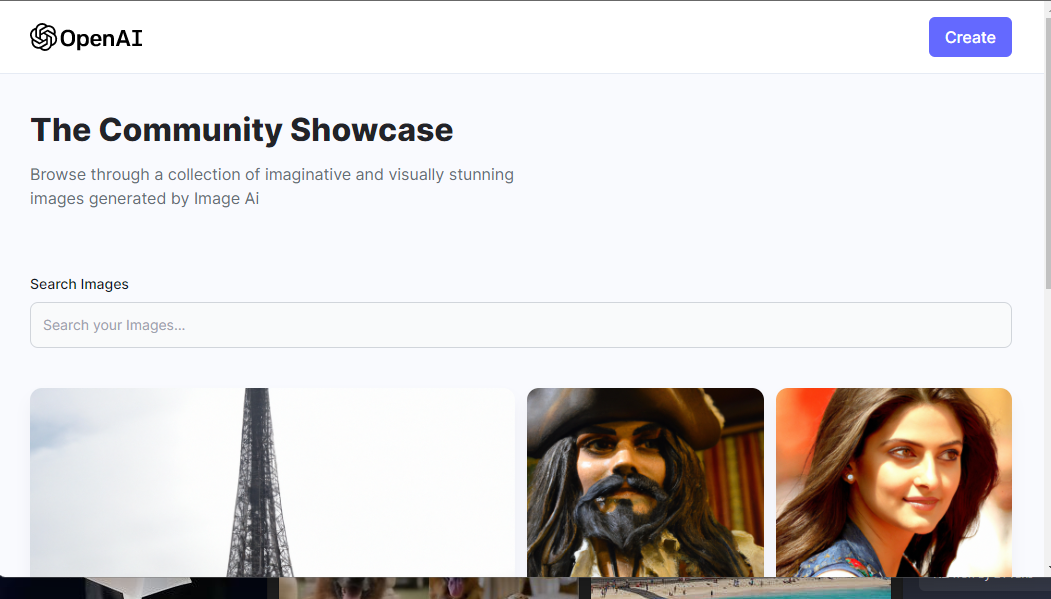 OpenAI
Create
The Community Showcase
Browse through a collection of imaginative and visually stunning
images generated by Image Ai
Search Images
Search your Images...